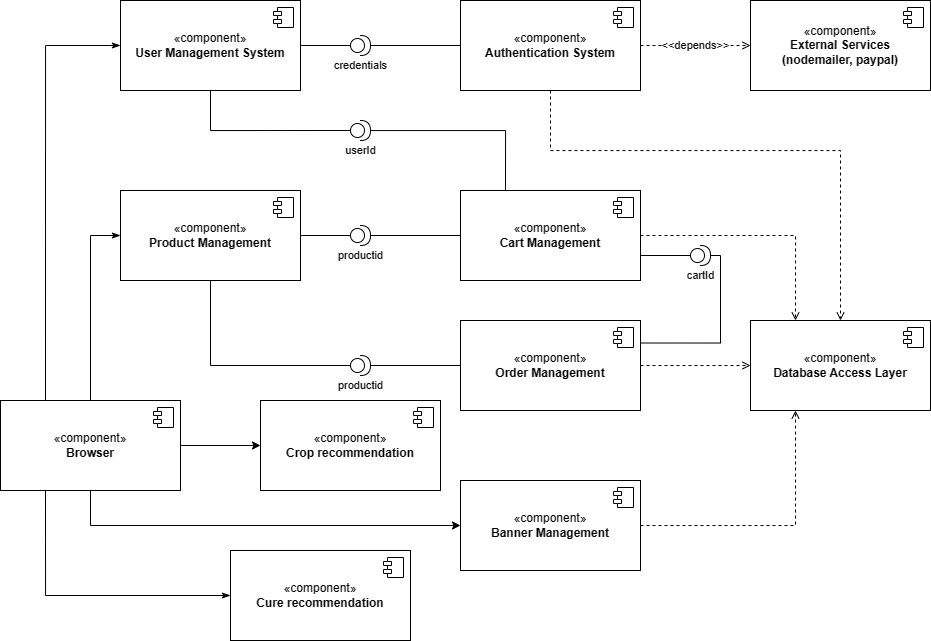 «component»
User Management System
credentials
«component»
Authentication System
<<depends>>
«component»
External Services
(nodemailer, paypal)
userId
«component»
Product Management
productid
«component»
Cart Management
cartId
productid
«component»
Order Management
«component»
Database Access Layer
«component»
Browser
«component»
Crop recommendation
«component»
Banner Management
«component»
Cure recommendation